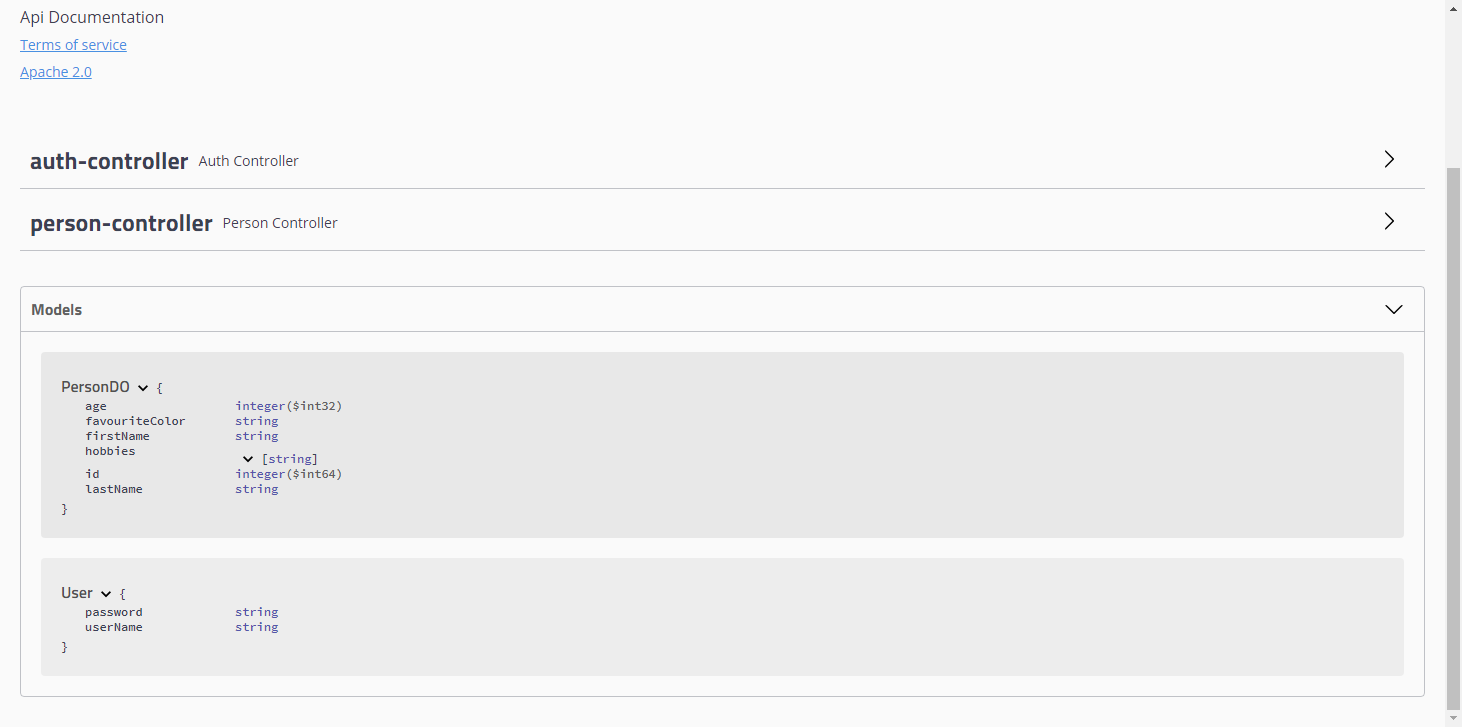 Api Documentation
Terms of service
Apache 2.0
auth-controller Auth Controller
person-controller Person Controller
Models
PersonDO {
age integer($int32)
favouriteColor string
firstName string
hobbies
[string]
id integer($int64)
lastName string
}
User {
password string
userName string
}